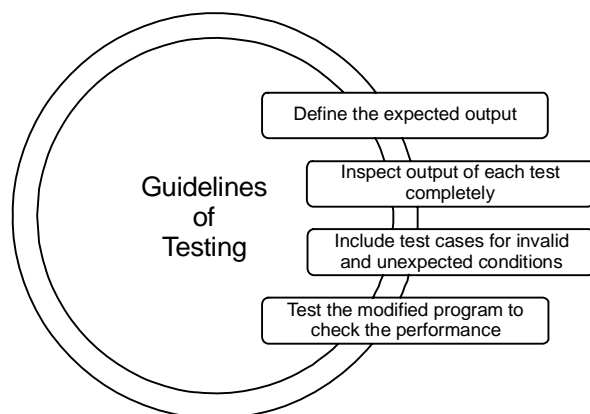 Guidelines
of
Testing
Define the expected output
Inspect output of each test
completely
Include test cases for invalid
and unexpected conditions
Test the modified program to
check the performance